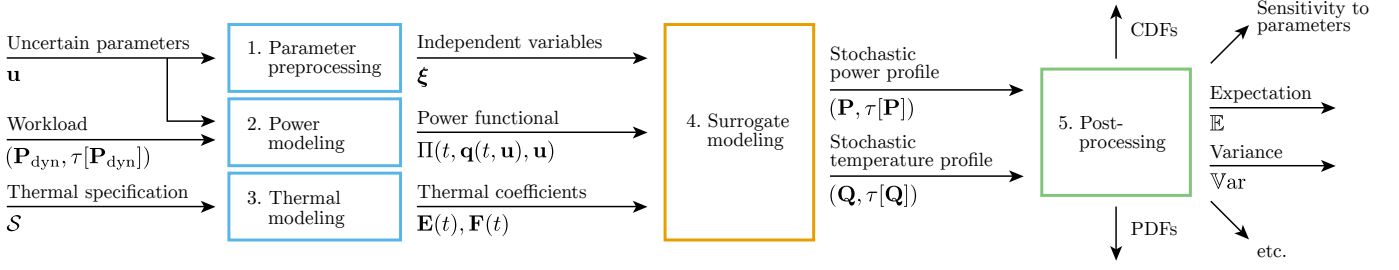 Uncertain parameters
u
Workload
(P_dyn, τ[P_dyn])
Thermal specification
𝒮
1. Parameter
preprocessing
2. Power
modeling
3. Thermal
modeling
Independent variables
ξ
Power functional
Π(t, q(t, u), u)
Thermal coefficients
E(t), F(t)
4. Surrogate
modeling
Stochastic
power profile
(P, τ[P])
Stochastic
temperature profile
(Q, τ[Q])
5. Post-
processing
CDFs
Sensitivity to
parameters
Expectation
𝔼
Variance
𝕍ar
PDFs
etc.